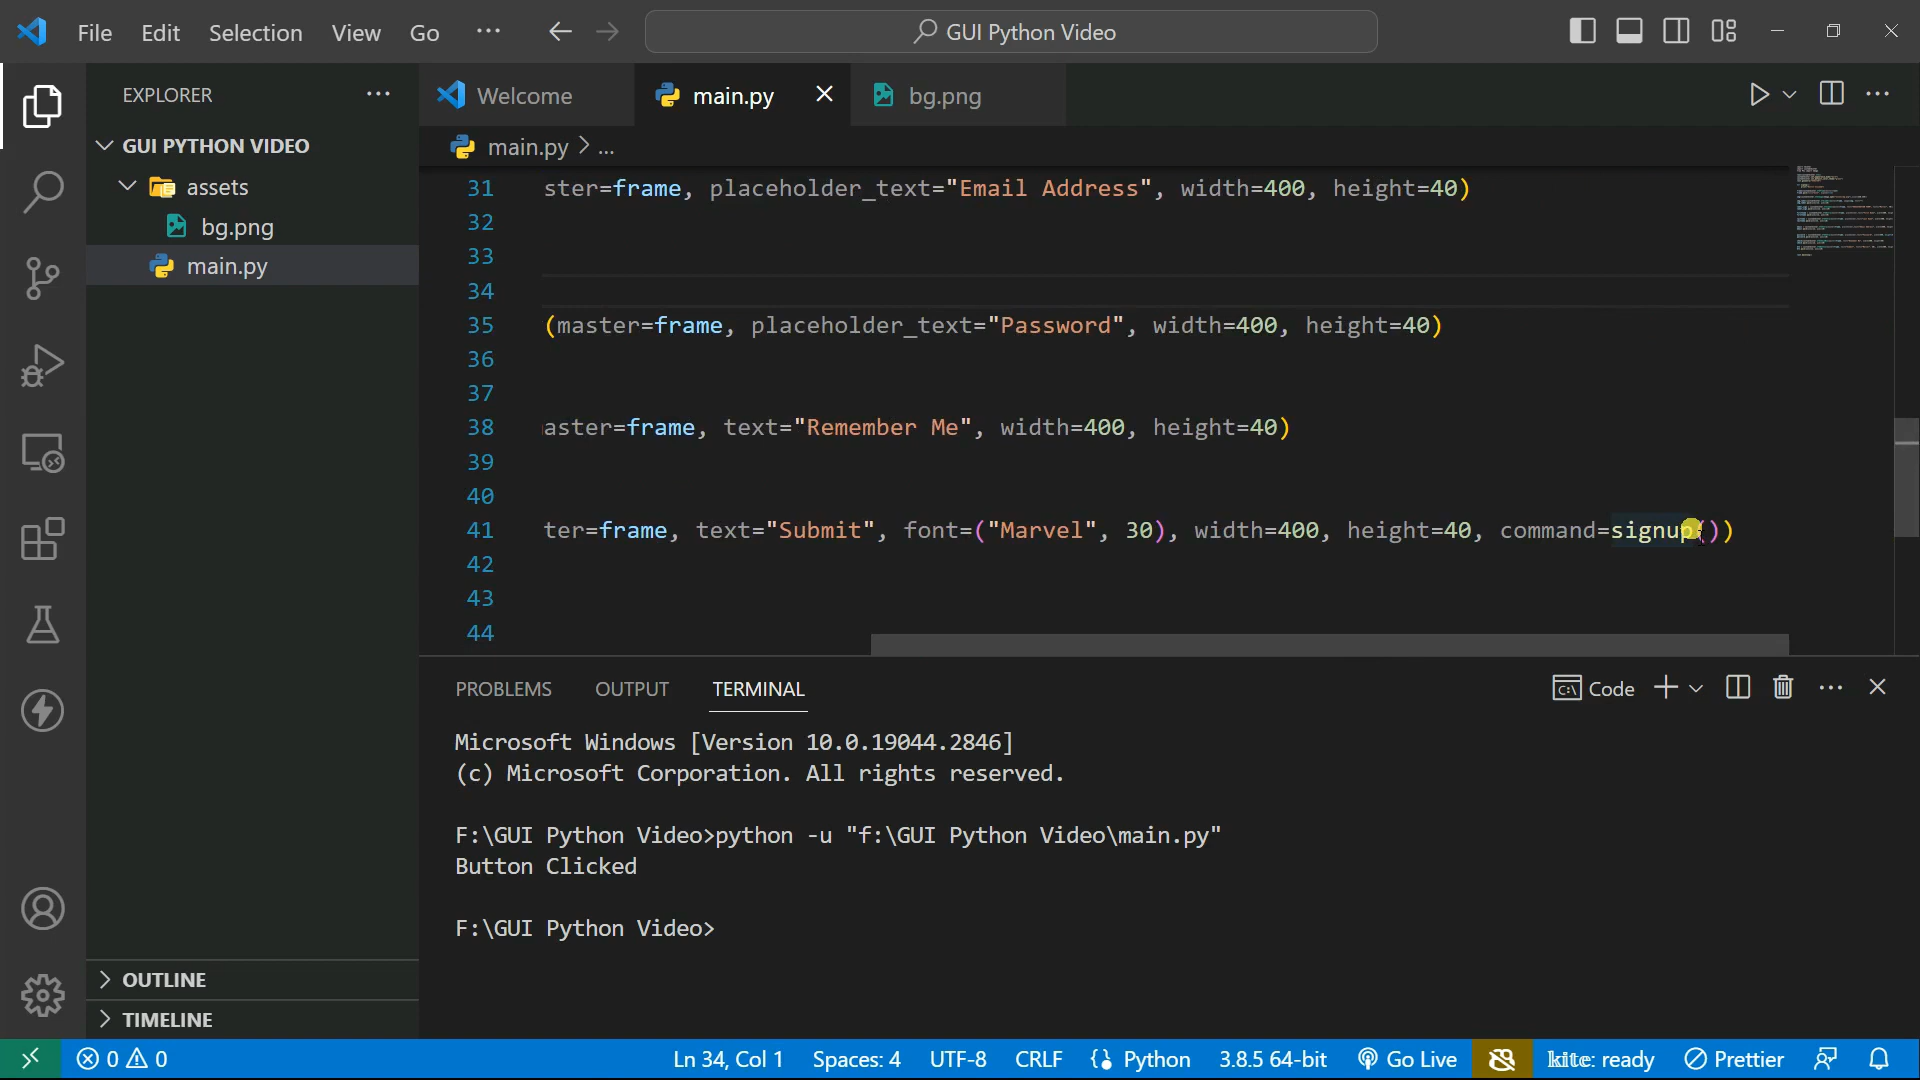 File Edit Selection View Go ··· GUI Python Video
EXPLORER ···
GUI PYTHON VIDEO
assets
bg.png
main.py
Welcome main.py bg.png
main.py > ...
31 ster=frame, placeholder_text="Email Address", width=400, height=40)
32
33
34
35 (master=frame, placeholder_text="Password", width=400, height=40)
36
37
38 aster=frame, text="Remember Me", width=400, height=40)
39
40
41 ter=frame, text="Submit", font=("Marvel", 30), width=400, height=40, command=signup())
42
43
44
PROBLEMS OUTPUT TERMINAL Code
Microsoft Windows [Version 10.0.19044.2846]
(c) Microsoft Corporation. All rights reserved.
F:\GUI Python Video>python -u "f:\GUI Python Video\main.py"
Button Clicked
F:\GUI Python Video>
OUTLINE
TIMELINE
0 0 Ln 34, Col 1 Spaces: 4 UTF-8 CRLF Python 3.8.5 64-bit Go Live kite: ready Prettier